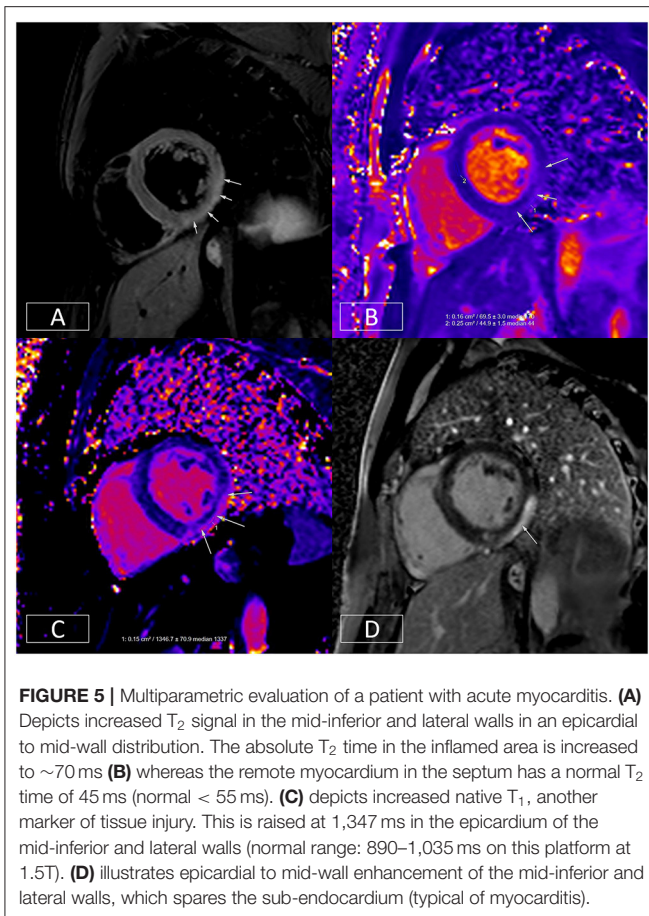 A
B
1: 0.16 cm² / 69.5 ± 3.0 median
2: 0.25 cm² / 44.9 ± 1.5 median 44
2
1
C
1: 0.15 cm² / 1346.7 ± 70.9 median 1337
1
D
FIGURE 5 | Multiparametric evaluation of a patient with acute myocarditis. (A)
Depicts increased T₂ signal in the mid-inferior and lateral walls in an epicardial
to mid-wall distribution. The absolute T₂ time in the inflamed area is increased
to ~70 ms (B) whereas the remote myocardium in the septum has a normal T₂
time of 45 ms (normal < 55 ms). (C) depicts increased native T₁, another
marker of tissue injury. This is raised at 1,347 ms in the epicardium of the
mid-inferior and lateral walls (normal range: 890–1,035 ms on this platform at
1.5T). (D) illustrates epicardial to mid-wall enhancement of the mid-inferior and
lateral walls, which spares the sub-endocardium (typical of myocarditis).